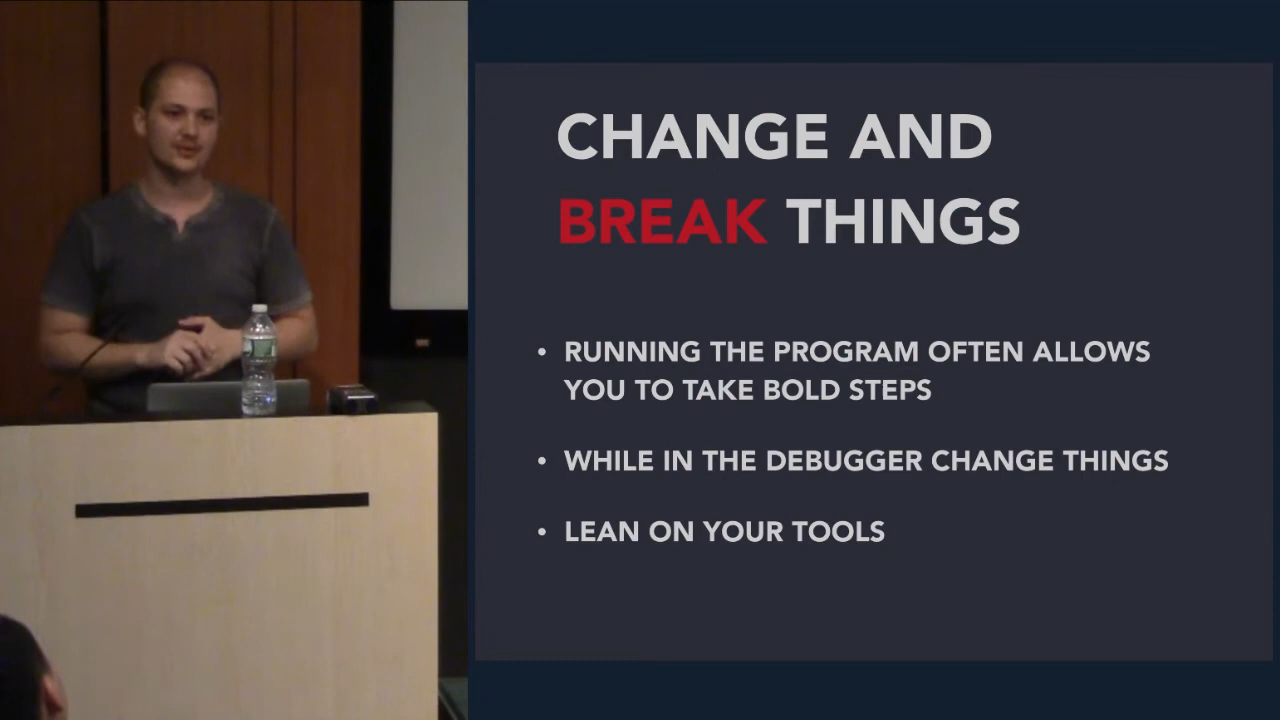 CHANGE AND
BREAK THINGS
• RUNNING THE PROGRAM OFTEN ALLOWS
YOU TO TAKE BOLD STEPS
• WHILE IN THE DEBUGGER CHANGE THINGS
• LEAN ON YOUR TOOLS